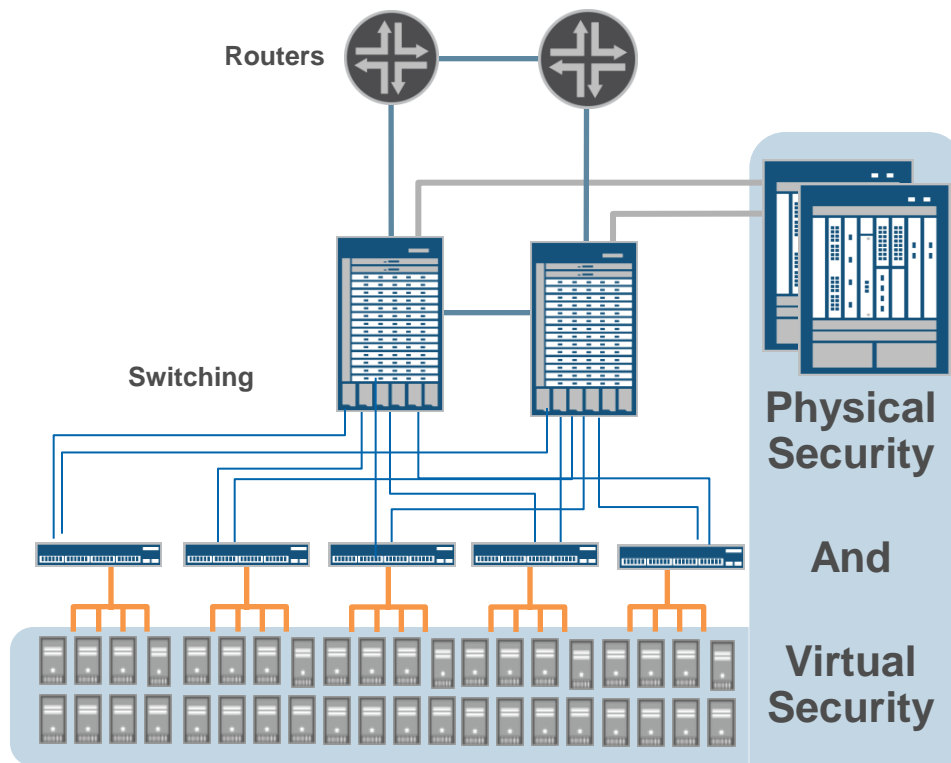 Routers
Switching
Physical
Security
And
Virtual
Security